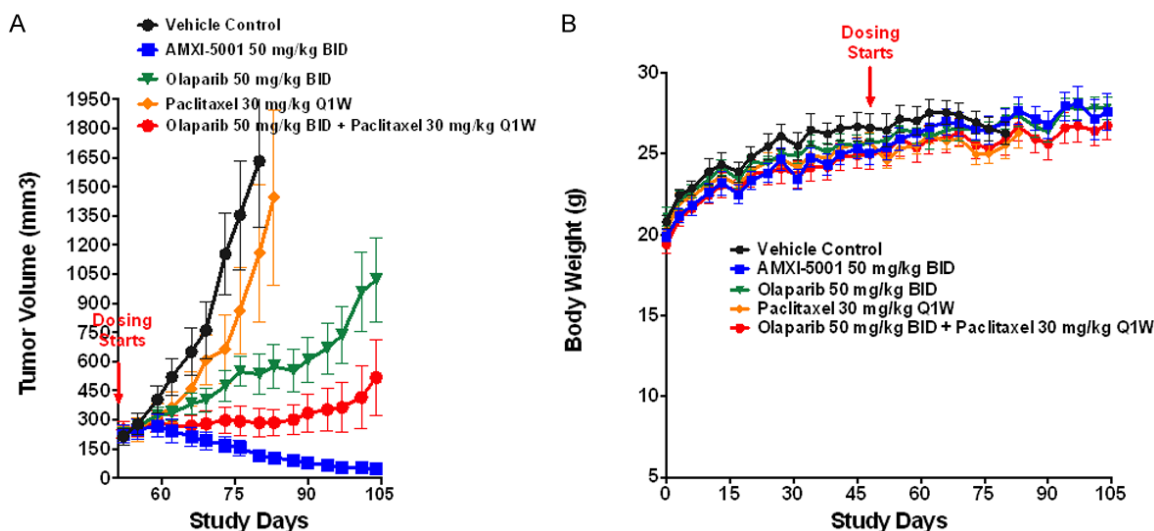 A
Vehicle Control
AMXI-5001 50 mg/kg BID
Olaparib 50 mg/kg BID
Paclitaxel 30 mg/kg Q1W
Olaparib 50 mg/kg BID + Paclitaxel 30 mg/kg Q1W
Tumor Volume (mm3)
1950
1800
1650
1500
1350
1200
1050
900
750
600
450
300
150
0
Dosing
Starts
60
75
90
105
Study Days
B
Dosing
Starts
Body Weight (g)
30
25
20
15
10
5
Vehicle Control
AMXI-5001 50 mg/kg BID
Olaparib 50 mg/kg BID
Paclitaxel 30 mg/kg Q1W
Olaparib 50 mg/kg BID + Paclitaxel 30 mg/kg Q1W
0
15
30
45
60
75
90
105
Study Days